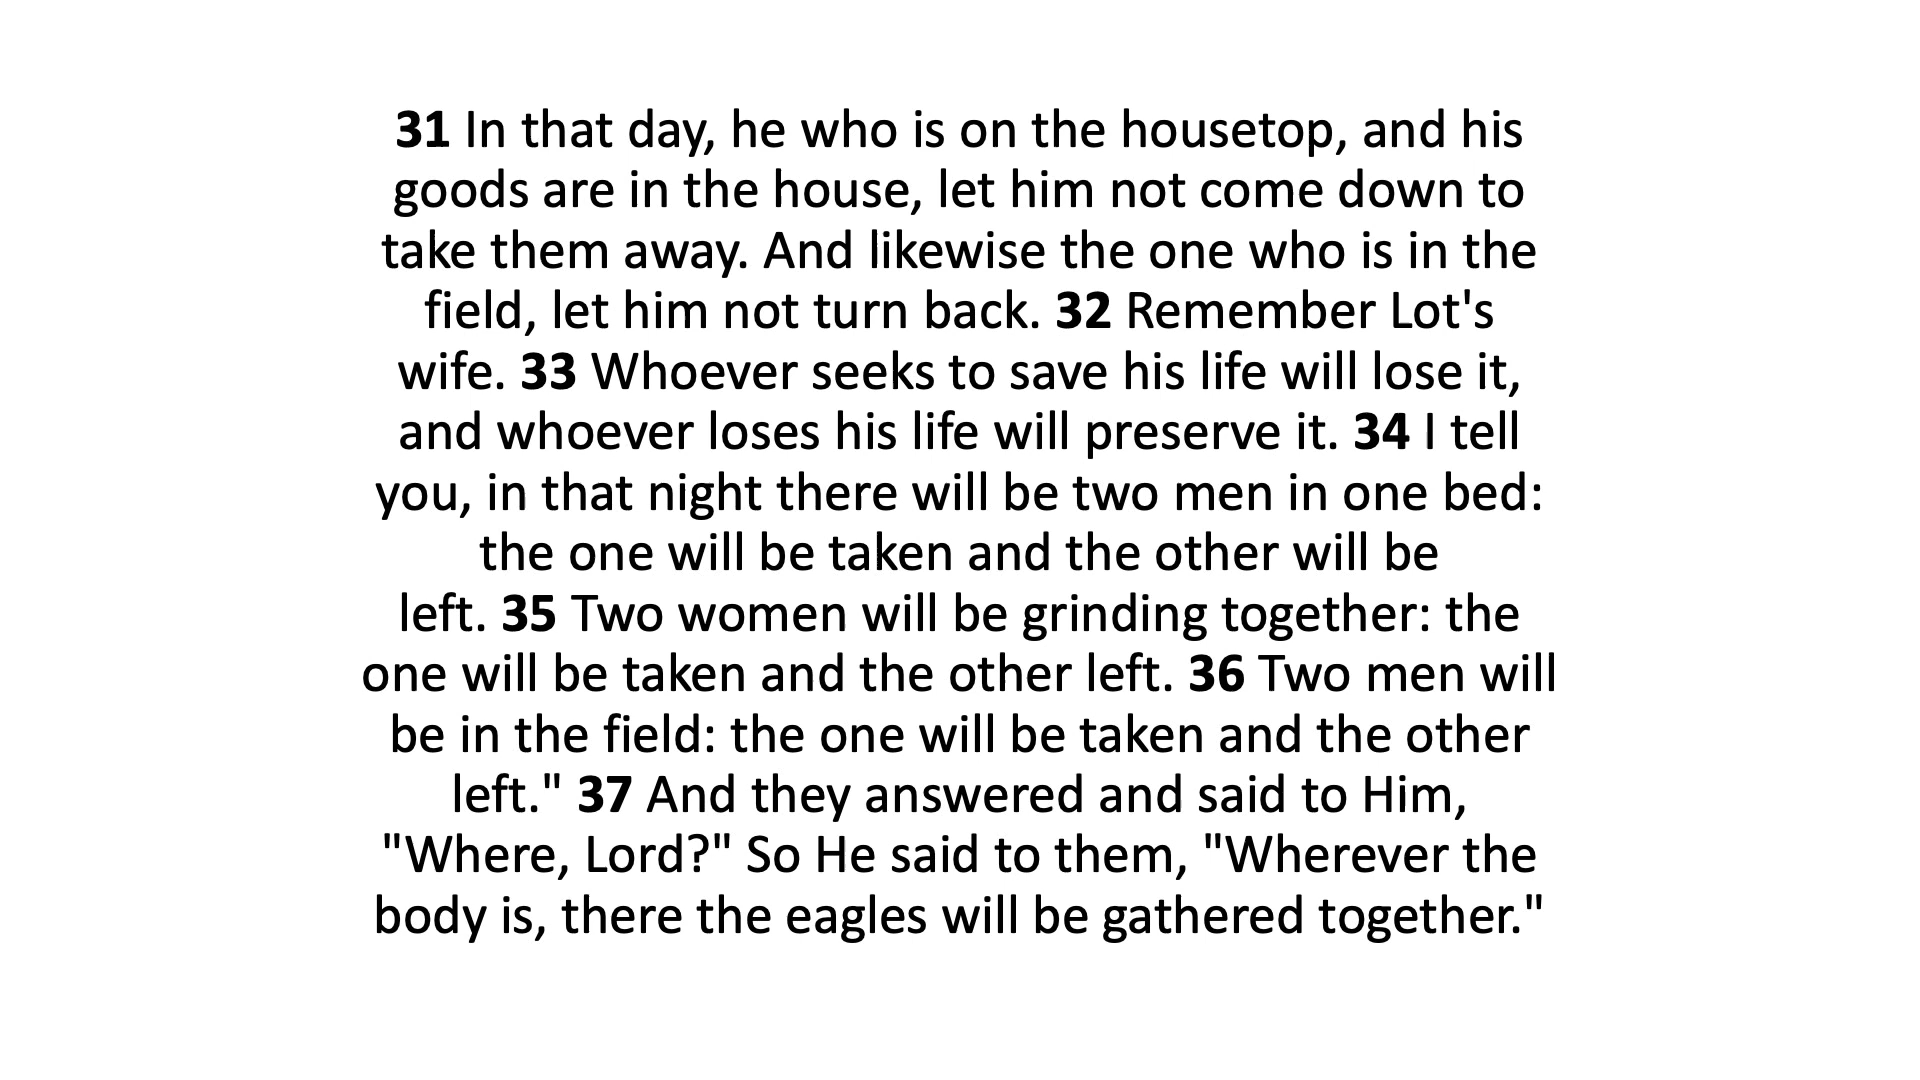 31 In that day, he who is on the housetop, and his
goods are in the house, let him not come down to
take them away. And likewise the one who is in the
field, let him not turn back. 32 Remember Lot's
wife. 33 Whoever seeks to save his life will lose it,
and whoever loses his life will preserve it. 34 I tell
you, in that night there will be two men in one bed:
the one will be taken and the other will be
left. 35 Two women will be grinding together: the
one will be taken and the other left. 36 Two men will
be in the field: the one will be taken and the other
left." 37 And they answered and said to Him,
"Where, Lord?" So He said to them, "Wherever the
body is, there the eagles will be gathered together."